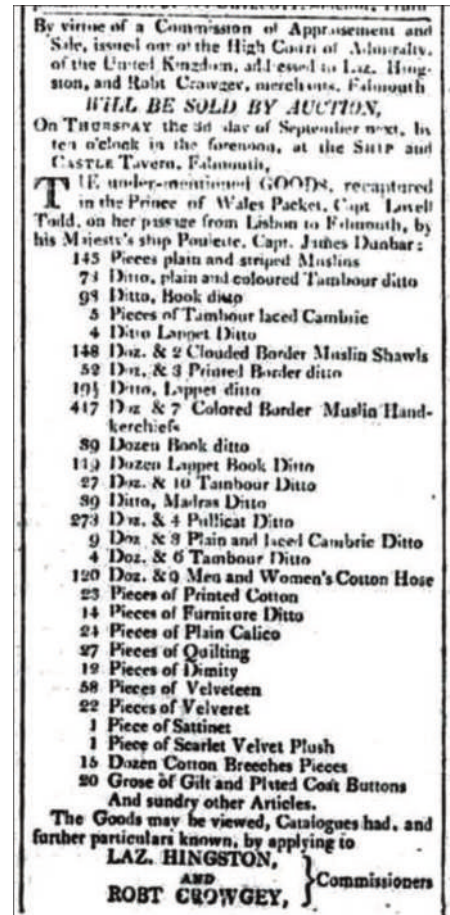 By virtue of a Commission of Appraisement and
Sale, issued out of the High Court of Admiralty,
of the United Kingdom, addressed to Laz. Hing-
ston, and Robt Crowgey, merchants, Falmouth
WILL BE SOLD BY AUCTION,
On THURSDAY the 3d day of September next, by
ten o'clock in the forenoon, at the SHIP and
CASTLE Tavern, Falmouth,
THE under-mentioned GOODS, recaptured
in the Prince of Wales Packet, Capt Lovell
Todd, on her passage from Lisbon to Falmouth, by
his Majesty's ship Poulette, Capt. James Dunbar:
145 Pieces plain and striped Muslins
Ditto, plain and coloured Tambour ditto
Ditto, Book ditto
5 Pieces of Tambour laced Cambric
4 Ditto Lappet Ditto
148 Doz. & 2 Clouded Border Muslin Shawls
52 Doz. & 3 Printed Border ditto
Ditto, Lappet ditto
417 Doz & 7 Colored Border Muslin Hand-
kerchiefs
89 Dozen Book ditto
119 Dozen Lappet Book Ditto
27 Doz. & 10 Tambour Ditto
89 Ditto, Madras Ditto
273 Doz. & 4 Pullicat Ditto
9 Doz & 8 Plain and laced Cambric Ditto
4 Doz. & 6 Tambour Ditto
120 Doz. & 9 Men and Women's Cotton Hose
23 Pieces of Printed Cotton
14 Pieces of Furniture Ditto
24 Pieces of Plain Calico
27 Pieces of Quilting
12 Pieces of Dimity
58 Pieces of Velveteen
22 Pieces of Velveret
1 Piece of Sattinet
1 Piece of Scarlet Velvet Plush
15 Dozen Cotton Breeches Pieces
20 Grose of Gilt and Plated Coat Buttons
And sundry other Articles.
The Goods may be viewed, Catalogues had, and
further particulars known, by applying to
LAZ. HINGSTON,
AND
ROBT CROWGEY,
Commissioners